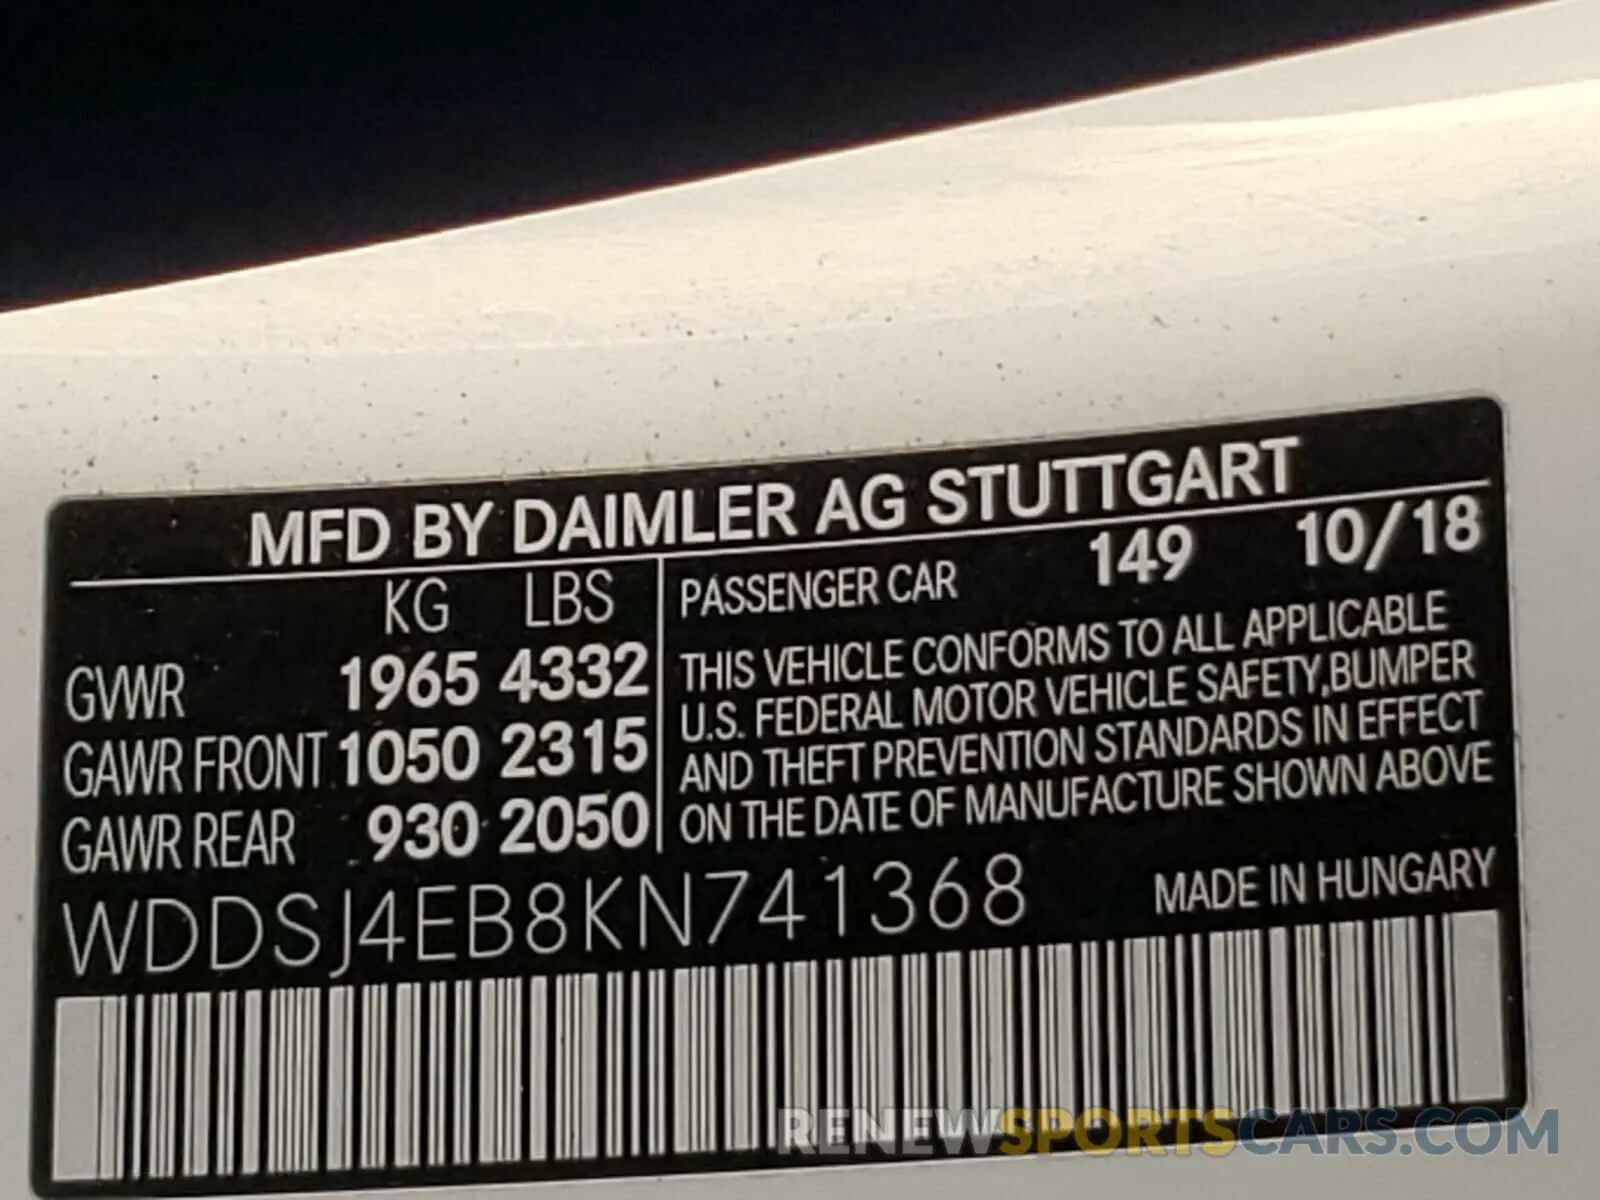 MFD BY DAIMLER AG STUTTGART
KG LBS
GVWR 1965 4332
GAWR FRONT 1050 2315
GAWR REAR 930 2050
PASSENGER CAR 149 10/18
THIS VEHICLE CONFORMS TO ALL APPLICABLE
U.S. FEDERAL MOTOR VEHICLE SAFETY,BUMPER
AND THEFT PREVENTION STANDARDS IN EFFECT
ON THE DATE OF MANUFACTURE SHOWN ABOVE
WDDSJ4EB8KN741368 MADE IN HUNGARY
RENEWSPORTSCARS.COM